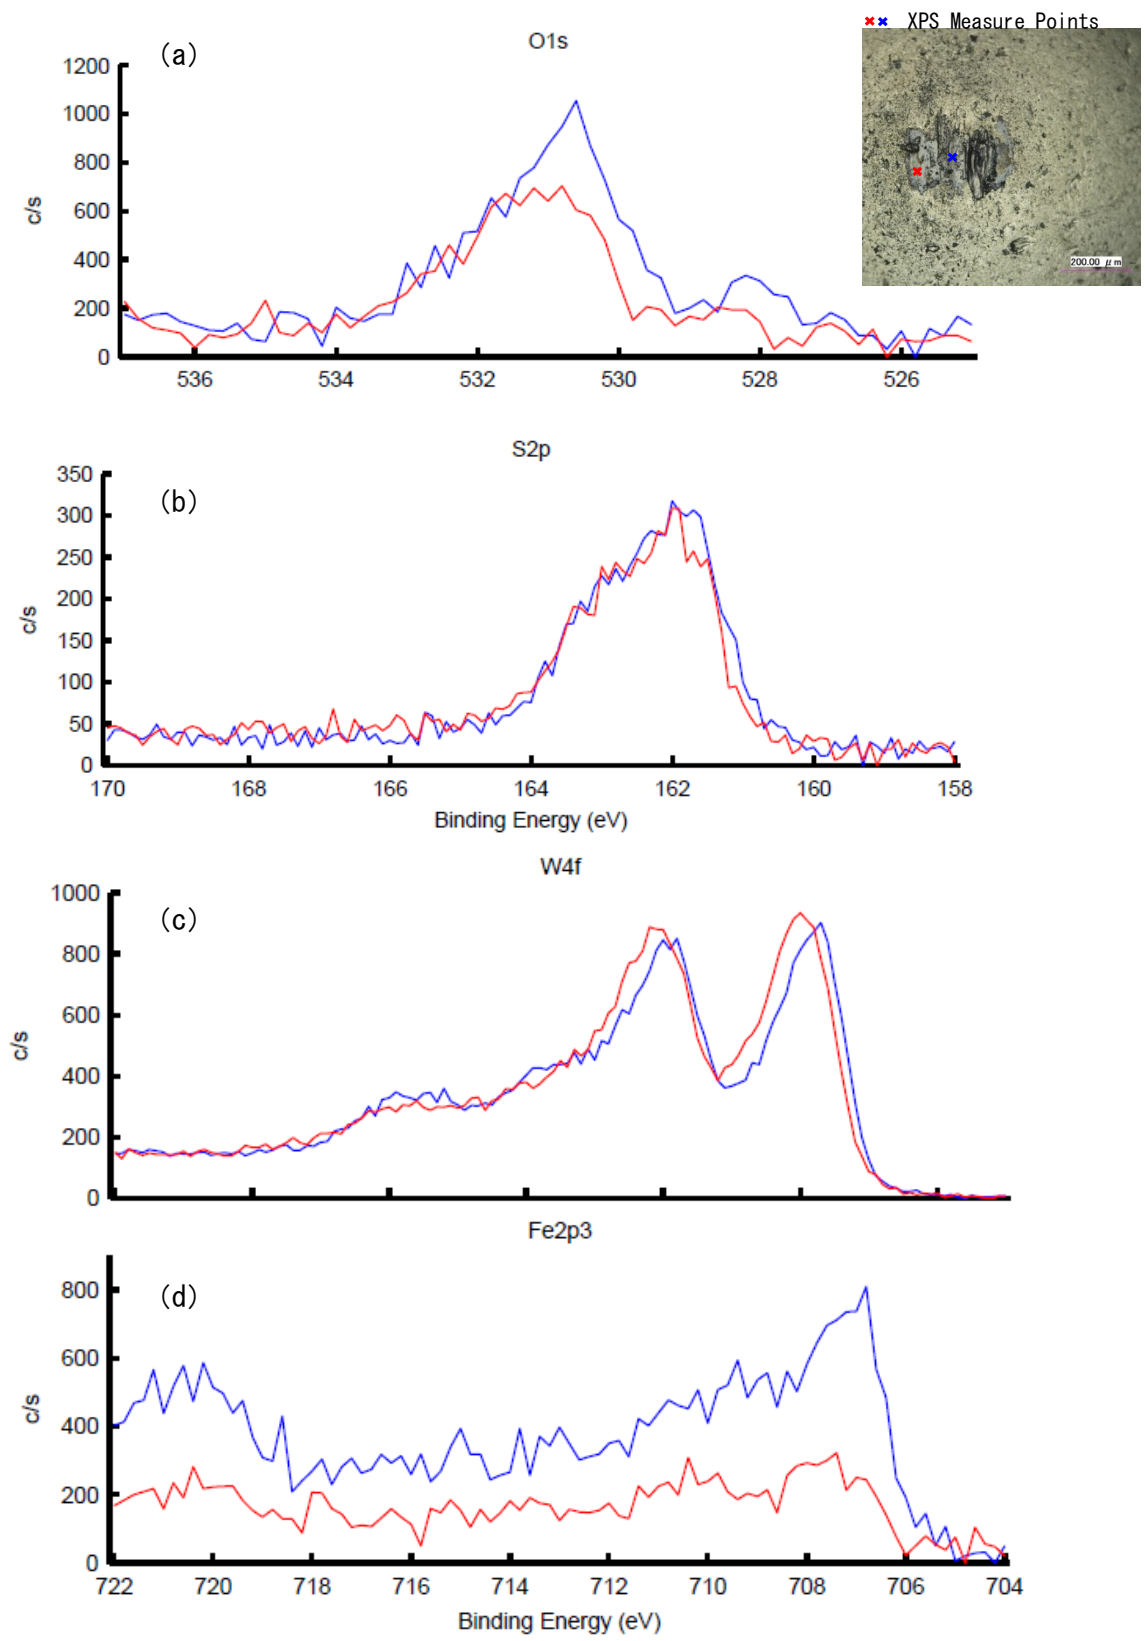 ×× XPS Measure Points
(a)
O1s
1200
1000
800
600
400
200
0
c/s
536 534 532 530 528 526
200.00 μm
S2p
(b)
350
300
250
200
150
100
50
0
c/s
170 168 166 164 162 160 158
Binding Energy (eV)
W4f
(c)
1000
800
600
400
200
0
c/s
Fe2p3
(d)
800
600
400
200
0
c/s
722 720 718 716 714 712 710 708 706 704
Binding Energy (eV)